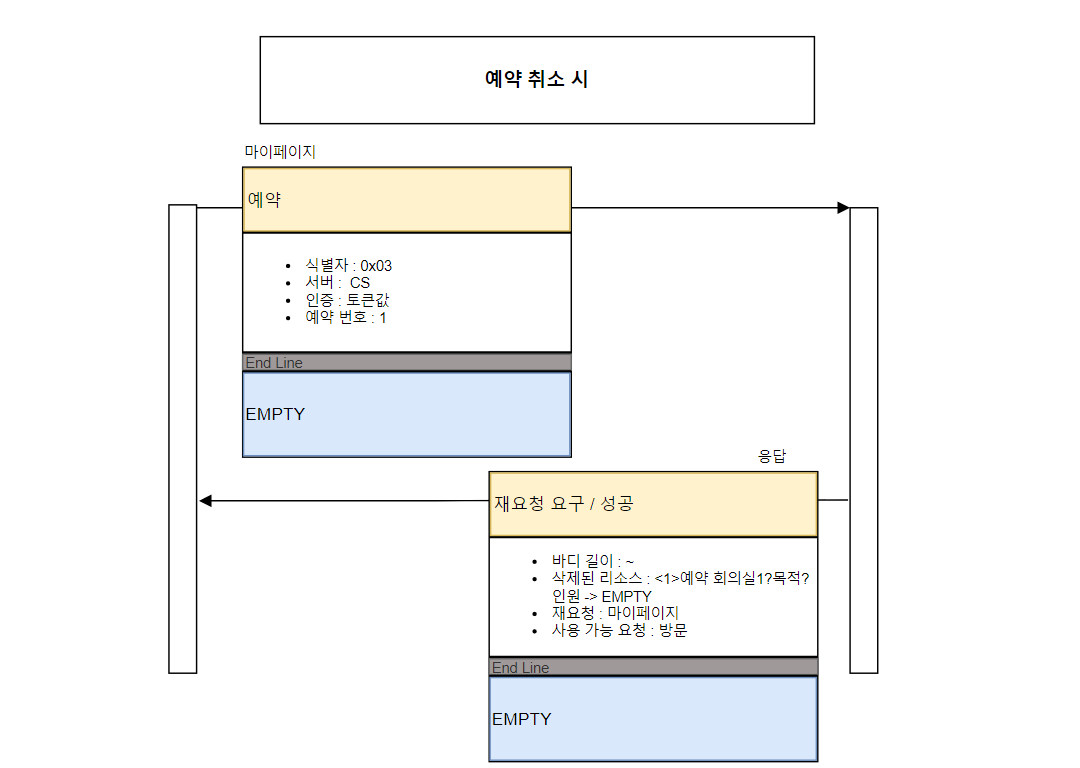 예약 취소 시
마이페이지
예약
• 식별자 : 0x03
• 서버 : CS
• 인증 : 토큰값
• 예약 번호 : 1
End Line
EMPTY
응답
재요청 요구 / 성공
• 바디 길이 : ~
• 삭제된 리소스 : <1>예약 회의실1?목적?
인원 -> EMPTY
• 재요청 : 마이페이지
• 사용 가능 요청 : 방문
End Line
EMPTY